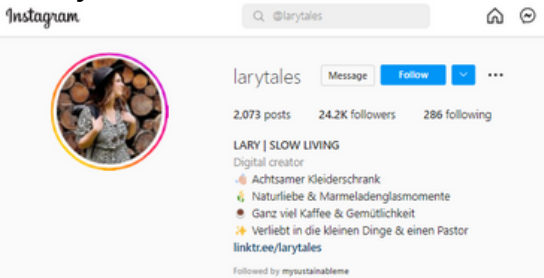 Instagram
@larytales
larytales Message Follow
2,073 posts 24.2K followers 286 following
LARY | SLOW LIVING
Digital creator
Achtsamer Kleiderschrank
Naturliebe & Marmeladenglasmomente
Ganz viel Kaffee & Gemütlichkeit
Verliebt in die kleinen Dinge & einen Pastor
linktr.ee/larytales
Followed by mysustainableme